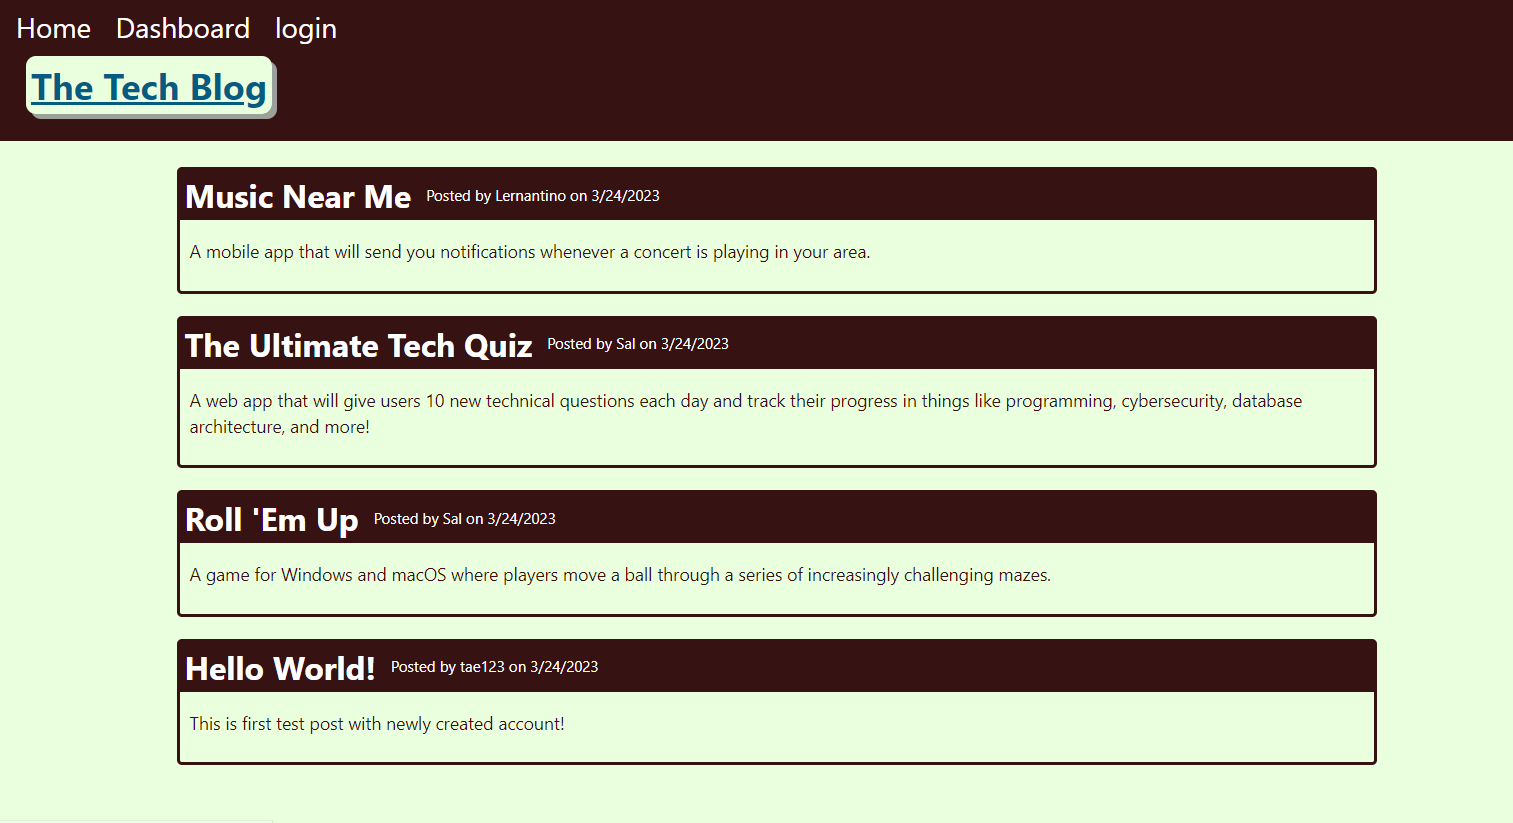 Home Dashboard login
The Tech Blog
Music Near Me Posted by Lernantino on 3/24/2023
A mobile app that will send you notifications whenever a concert is playing in your area.
The Ultimate Tech Quiz Posted by Sal on 3/24/2023
A web app that will give users 10 new technical questions each day and track their progress in things like programming, cybersecurity, database
architecture, and more!
Roll 'Em Up Posted by Sal on 3/24/2023
A game for Windows and macOS where players move a ball through a series of increasingly challenging mazes.
Hello World! Posted by tae123 on 3/24/2023
This is first test post with newly created account!